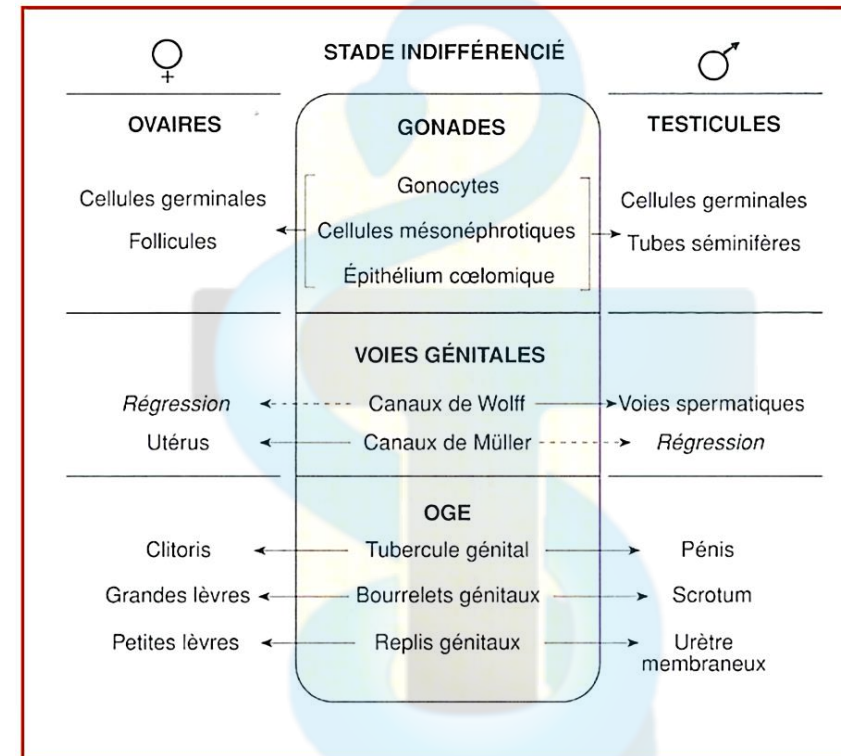 ♀ STADE INDIFFÉRENCIÉ ♂
OVAIRES GONADES TESTICULES
Cellules germinales
Follicules
Gonocytes
Cellules mésonéphrotiques
Épithélium cœlomique
Cellules germinales
Tubes séminifères
VOIES GÉNITALES
Régression Canaux de Wolff Voies spermatiques
Utérus Canaux de Müller Régression
OGE
Clitoris Tubercule génital Pénis
Grandes lèvres Bourrelets génitaux Scrotum
Petites lèvres Replis génitaux Urètre
membraneux